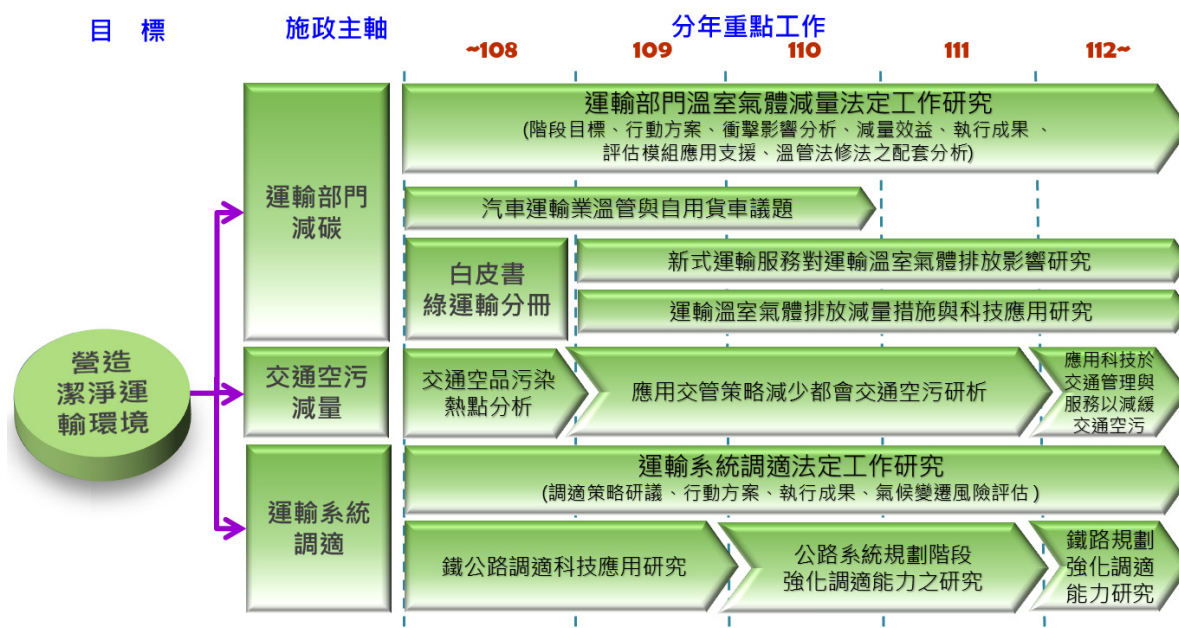 目 標
施政主軸
分年重點工作
~108
109
110
111
112~
營造
潔淨運
輸環境
運輸部門
減碳
運輸部門溫室氣體減量法定工作研究
(階段目標、行動方案、衝擊影響分析、減量效益、執行成果、
評估模組應用支援、溫管法修法之配套分析)
汽車運輸業溫管與自用貨車議題
白皮書
綠運輸分冊
新式運輸服務對運輸溫室氣體排放影響研究
運輸溫室氣體排放減量措施與科技應用研究
交通空污
減量
交通空品污染
熱點分析
應用交管策略減少都會交通空污研析
應用科技於
交通管理與
服務以減緩
交通空污
運輸系統
調適
運輸系統調適法定工作研究
(調適策略研議、行動方案、執行成果、氣候變遷風險評估)
鐵公路調適科技應用研究
公路系統規劃階段
強化調適能力之研究
鐵路規劃
強化調適
能力研究